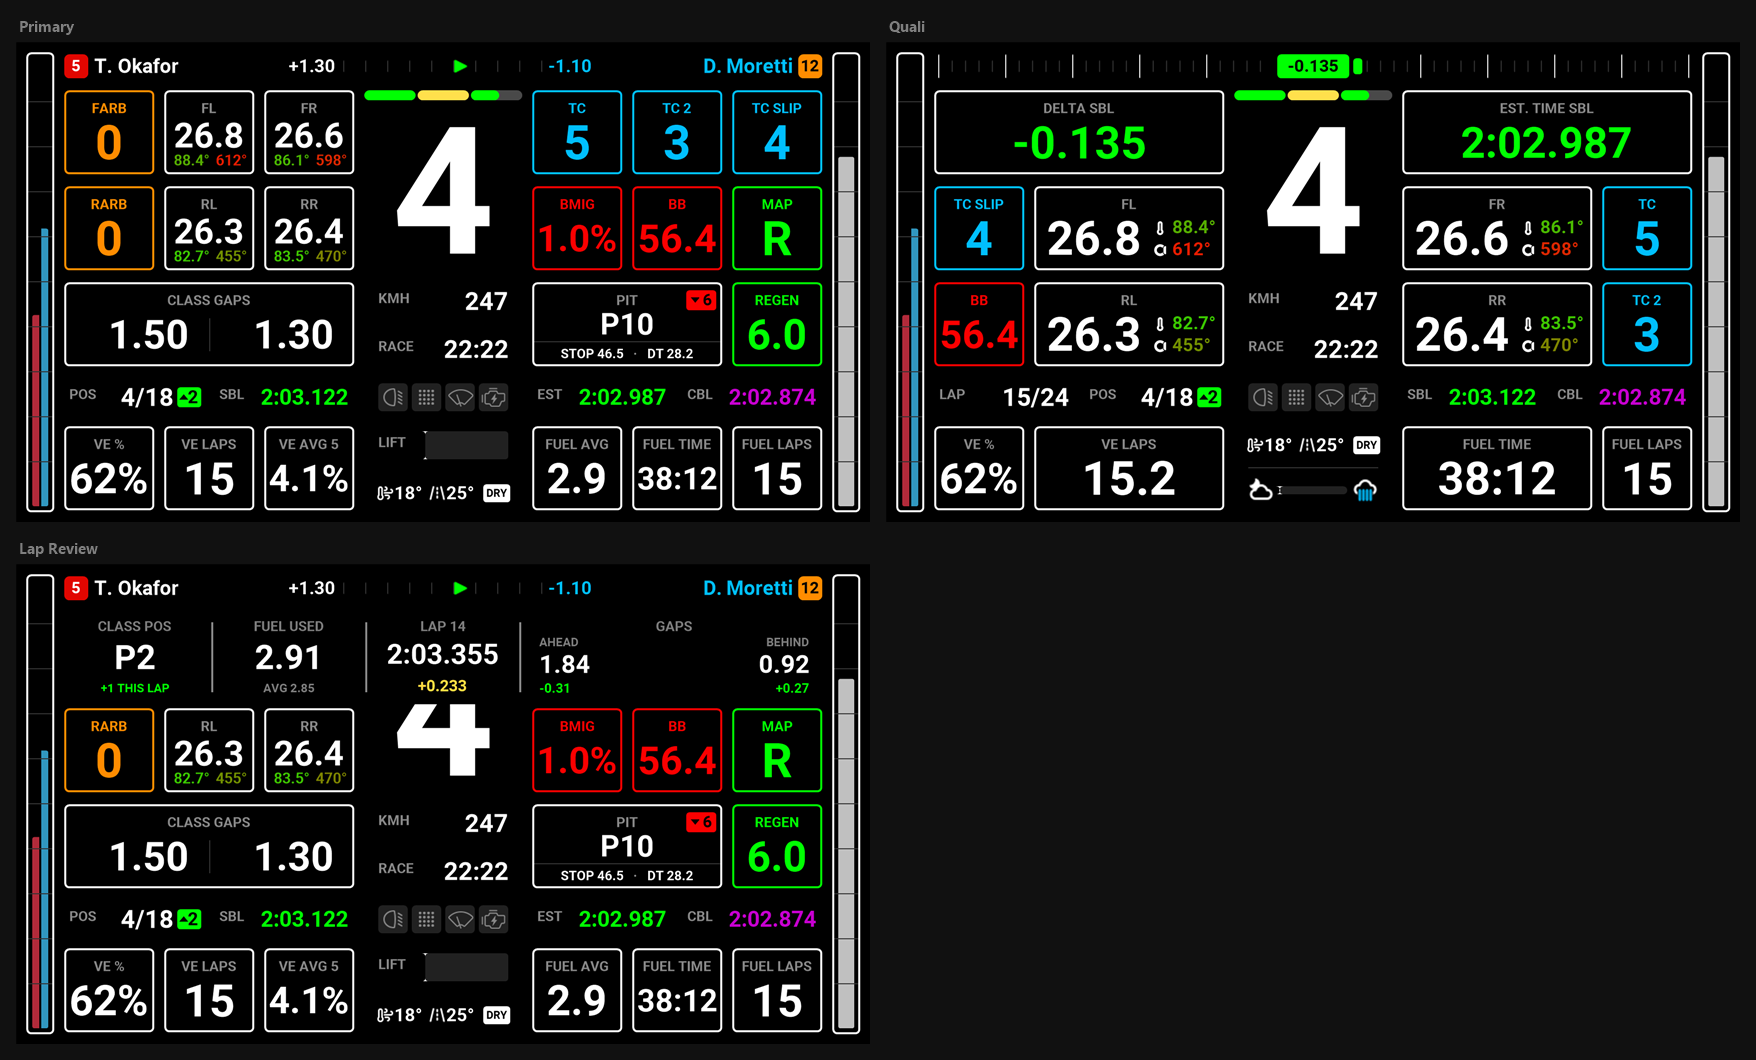 Primary
5 T. Okafor +1.30 -1.10 D. Moretti 12
FARB FL FR TC TC 2 TC SLIP
0 26.8 26.6 4 5 3 4
88.4° 612° 86.1° 598°
RARB RL RR BMIG BB MAP
0 26.3 26.4 1.0% 56.4 R
82.7° 455° 83.5° 470°
CLASS GAPS KMH 247 PIT 6 REGEN
1.50 1.30 P10 6.0
RACE 22:22 STOP 46.5 · DT 28.2
POS 4/18 2 SBL 2:03.122 EST 2:02.987 CBL 2:02.874
VE % VE LAPS VE AVG 5 LIFT FUEL AVG FUEL TIME FUEL LAPS
62% 15 4.1% 2.9 38:12 15
18° 25° DRY
Quali
-0.135
DELTA SBL EST. TIME SBL
-0.135 4 2:02.987
TC SLIP FL FR TC
4 26.8 88.4° 612° 26.6 86.1° 598° 5
BB RL KMH 247 RR TC 2
56.4 26.3 82.7° 455° RACE 22:22 26.4 83.5° 470° 3
LAP 15/24 POS 4/18 2 SBL 2:03.122 CBL 2:02.874
VE % VE LAPS 18° 25° DRY FUEL TIME FUEL LAPS
62% 15.2 38:12 15
Lap Review
5 T. Okafor +1.30 -1.10 D. Moretti 12
CLASS POS FUEL USED LAP 14 GAPS
P2 2.91 2:03.355 AHEAD BEHIND
1.84 0.92
+1 THIS LAP AVG 2.85 +0.233 -0.31 +0.27
RARB RL RR 4 BMIG BB MAP
0 26.3 26.4 1.0% 56.4 R
82.7° 455° 83.5° 470°
CLASS GAPS KMH 247 PIT 6 REGEN
1.50 1.30 P10 6.0
RACE 22:22 STOP 46.5 · DT 28.2
POS 4/18 2 SBL 2:03.122 EST 2:02.987 CBL 2:02.874
VE % VE LAPS VE AVG 5 LIFT FUEL AVG FUEL TIME FUEL LAPS
62% 15 4.1% 2.9 38:12 15
18° 25° DRY